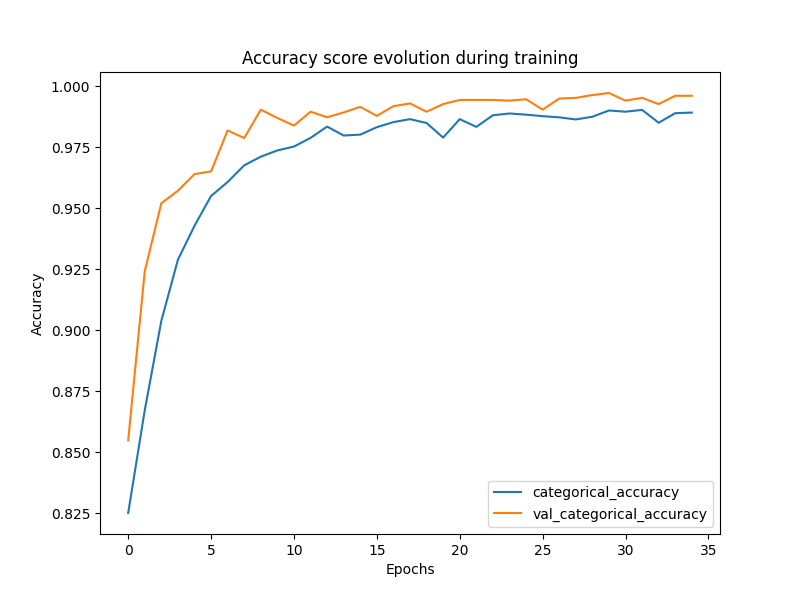 Accuracy score evolution during training
1.000
0.975
0.950
0.925
0.900
0.875
0.850
0.825
Accuracy
0 5 10 15 20 25 30 35
Epochs
categorical_accuracy
val_categorical_accuracy